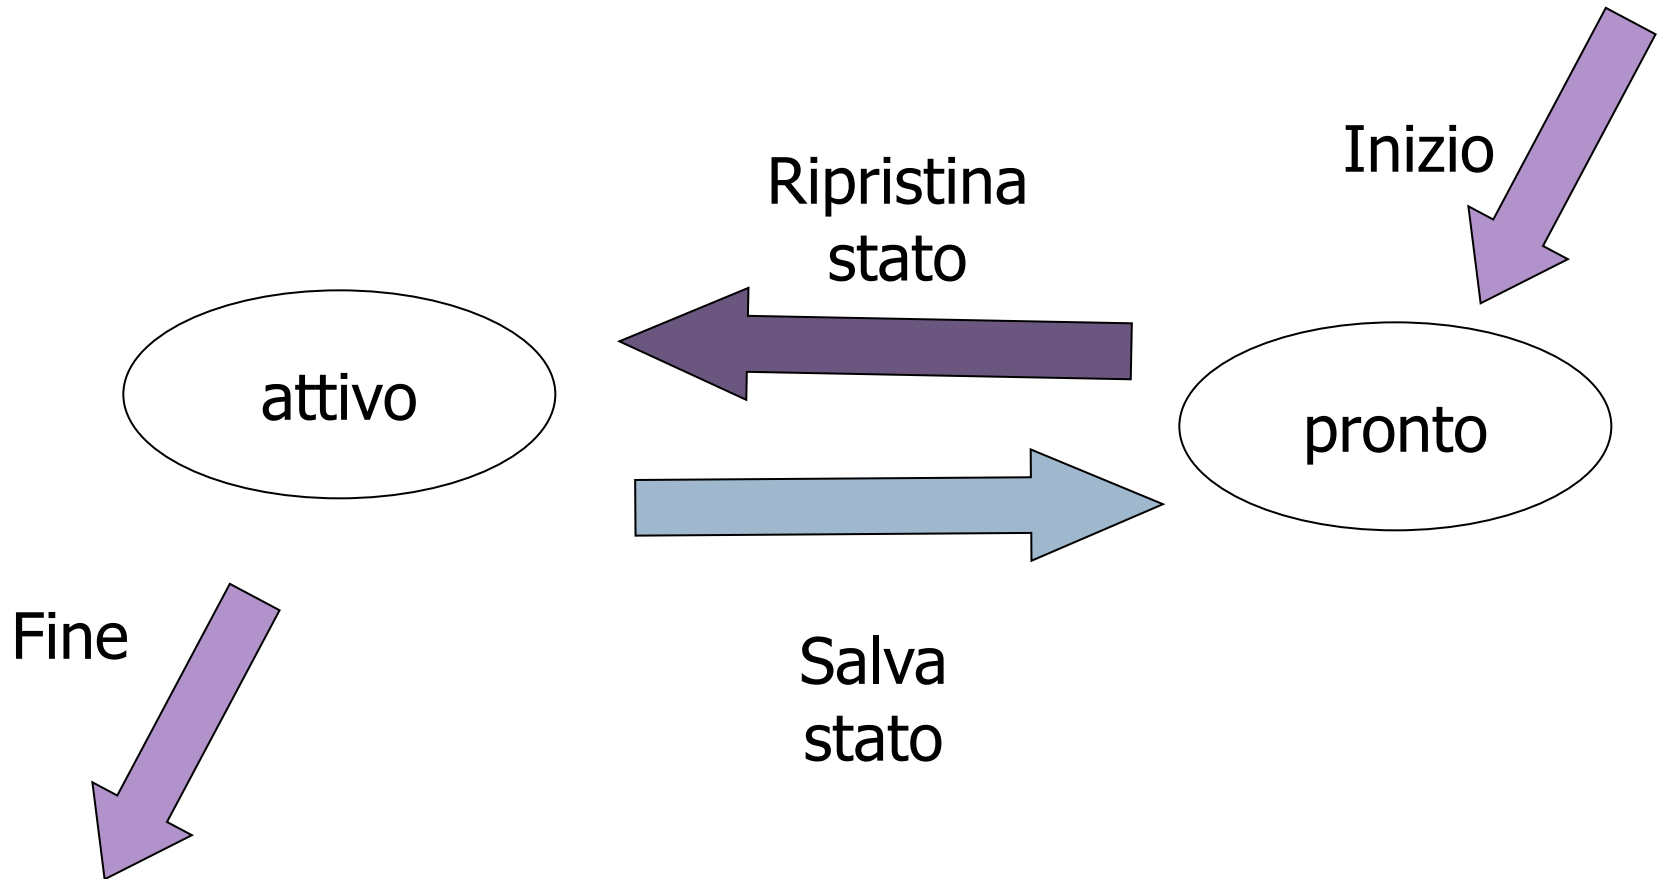 Inizio
Ripristina
stato
attivo
pronto
Fine
Salva
stato